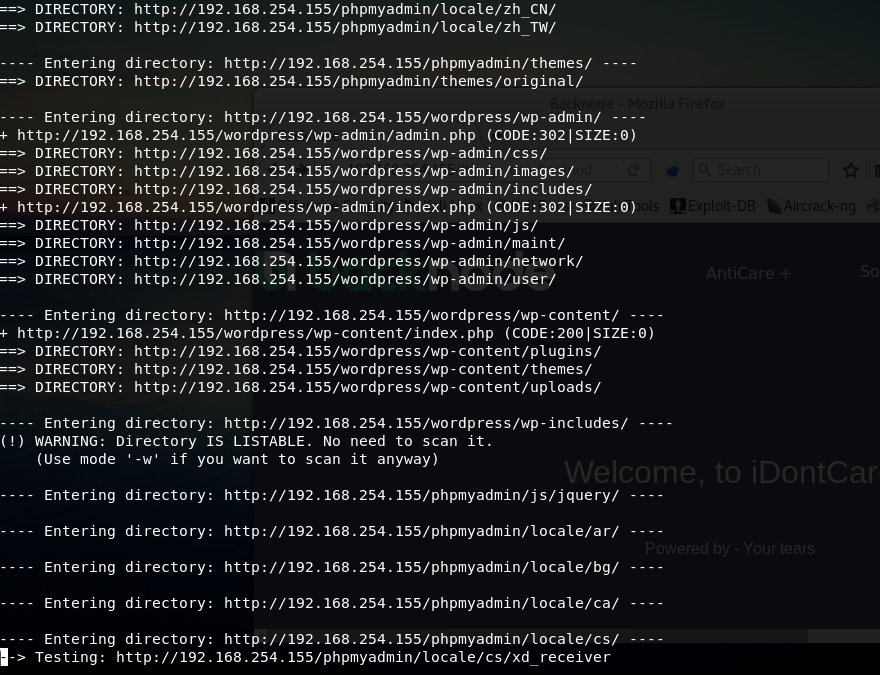 ==> DIRECTORY: http://192.168.254.155/phpmyadmin/locale/zh_CN/
==> DIRECTORY: http://192.168.254.155/phpmyadmin/locale/zh_TW/
---- Entering directory: http://192.168.254.155/phpmyadmin/themes/ ----
==> DIRECTORY: http://192.168.254.155/phpmyadmin/themes/original/
Backnode - Mozilla Firefox
---- Entering directory: http://192.168.254.155/wordpress/wp-admin/ ----
+ http://192.168.254.155/wordpress/wp-admin/admin.php (CODE:302|SIZE:0)
==> DIRECTORY: http://192.168.254.155/wordpress/wp-admin/css/
==> DIRECTORY: http://192.168.254.155/wordpress/wp-admin/images/
Search
==> DIRECTORY: http://192.168.254.155/wordpress/wp-admin/includes/
+ http://192.168.254.155/wordpress/wp-admin/index.php (CODE:302|SIZE:0)
Exploit-DB Aircrack-ng
==> DIRECTORY: http://192.168.254.155/wordpress/wp-admin/js/
==> DIRECTORY: http://192.168.254.155/wordpress/wp-admin/maint/
==> DIRECTORY: http://192.168.254.155/wordpress/wp-admin/network/
==> DIRECTORY: http://192.168.254.155/wordpress/wp-admin/user/
backnode
AntiCare + So
---- Entering directory: http://192.168.254.155/wordpress/wp-content/ ----
+ http://192.168.254.155/wordpress/wp-content/index.php (CODE:200|SIZE:0)
==> DIRECTORY: http://192.168.254.155/wordpress/wp-content/plugins/
==> DIRECTORY: http://192.168.254.155/wordpress/wp-content/themes/
==> DIRECTORY: http://192.168.254.155/wordpress/wp-content/uploads/
---- Entering directory: http://192.168.254.155/wordpress/wp-includes/ ----
(!) WARNING: Directory IS LISTABLE. No need to scan it.
(Use mode '-w' if you want to scan it anyway)
Welcome, to iDontCar
---- Entering directory: http://192.168.254.155/phpmyadmin/js/jquery/ ----
---- Entering directory: http://192.168.254.155/phpmyadmin/locale/ar/ ----
Powered by - Your tears
---- Entering directory: http://192.168.254.155/phpmyadmin/locale/bg/ ----
---- Entering directory: http://192.168.254.155/phpmyadmin/locale/ca/ ----
---- Entering directory: http://192.168.254.155/phpmyadmin/locale/cs/ ----
--> Testing: http://192.168.254.155/phpmyadmin/locale/cs/xd_receiver